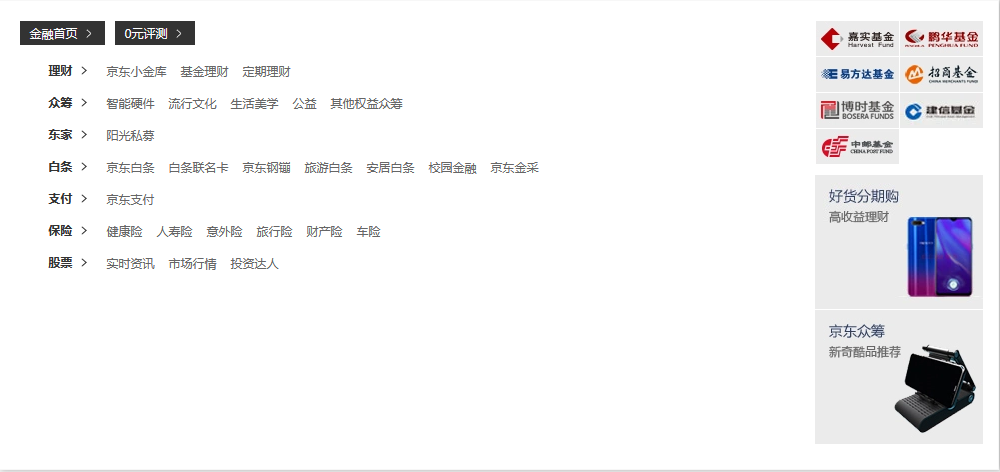 金融首页 > 0元评测 >
理财 > 京东小金库 基金理财 定期理财
众筹 > 智能硬件 流行文化 生活美学 公益 其他权益众筹
东家 > 阳光私募
白条 > 京东白条 白条联名卡 京东钢镚 旅游白条 安居白条 校园金融 京东金采
支付 > 京东支付
保险 > 健康险 人寿险 意外险 旅行险 财产险 车险
股票 > 实时资讯 市场行情 投资达人
嘉实基金
Harvest Fund
鹏华基金
PENGHUA FUND
易方达基金
招商基金
CHINA MERCHANTS FUND
博时基金
BOSERA FUNDS
建信基金
中邮基金
CHINA POST FUND
好货分期购
高收益理财
京东众筹
新奇酷品推荐